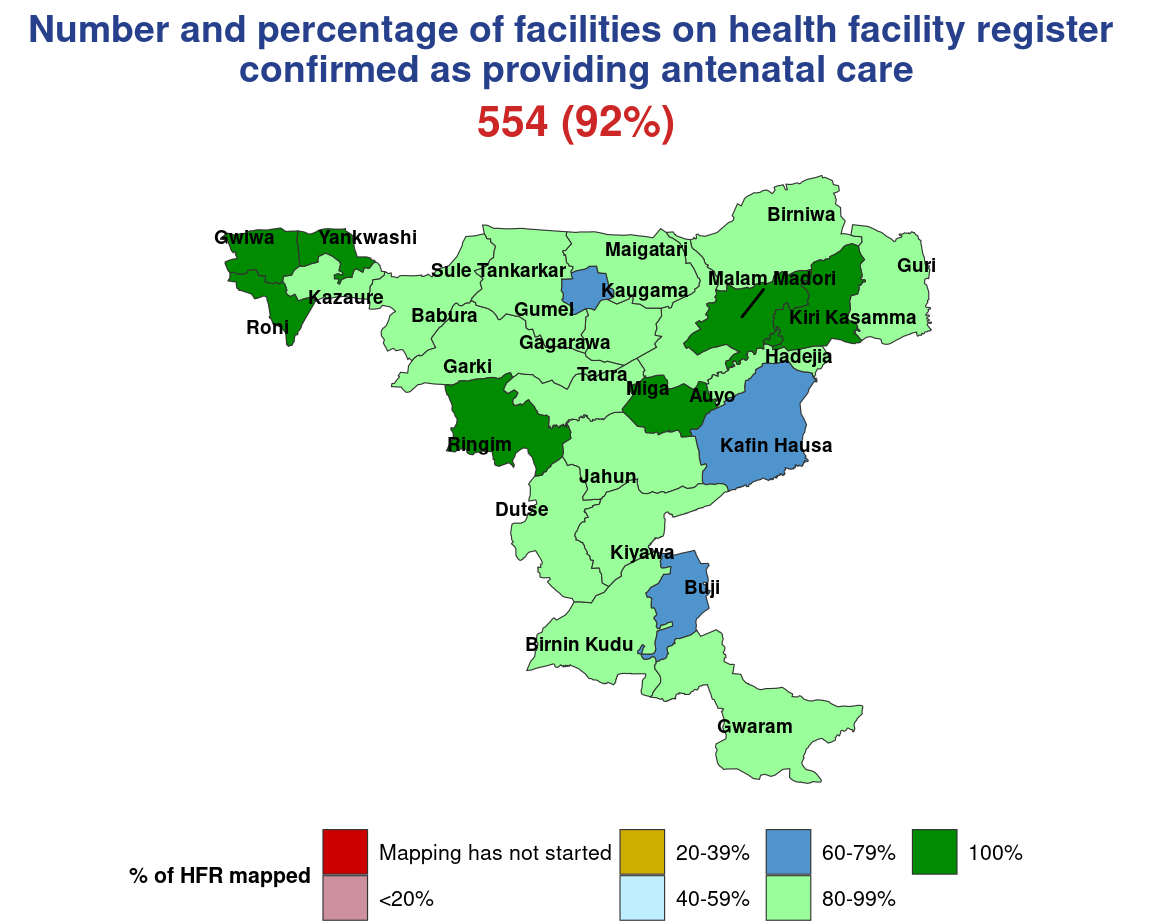 Number and percentage of facilities on health facility register
confirmed as providing antenatal care
554 (92%)
Birniwa
Gwiwa
Yankwashi
Maigatari
Guri
Sule Tankarkar
Malam Madori
Kaugama
Kazaure
Gumel
Babura
Kiri Kasamma
Roni
Gagarawa
Hadejia
Garki
Taura
Miga
Auyo
Ringim
Kafin Hausa
Jahun
Dutse
Kiyawa
Buji
Birnin Kudu
Gwaram
% of HFR mapped
Mapping has not started
<20%
20-39%
40-59%
60-79%
80-99%
100%